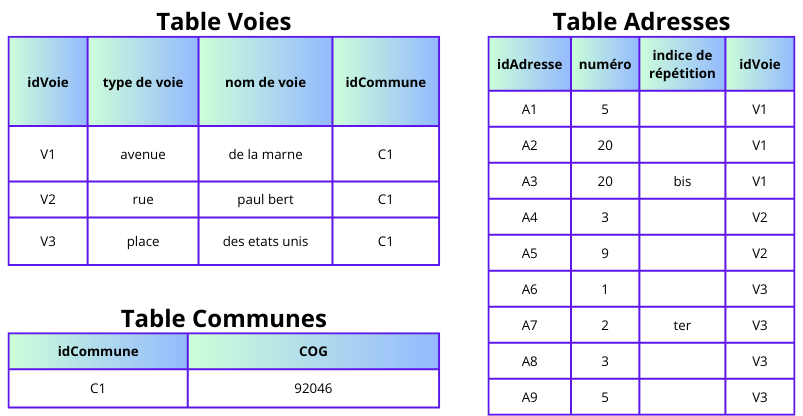 Table Voies
idVoie type de voie nom de voie idCommune
V1 avenue de la marne C1
V2 rue paul bert C1
V3 place des etats unis C1
Table Communes
idCommune COG
C1 92046
Table Adresses
idAdresse numéro indice de répétition idVoie
A1 5 V1
A2 20 V1
A3 20 bis V1
A4 3 V2
A5 9 V2
A6 1 V3
A7 2 ter V3
A8 3 V3
A9 5 V3